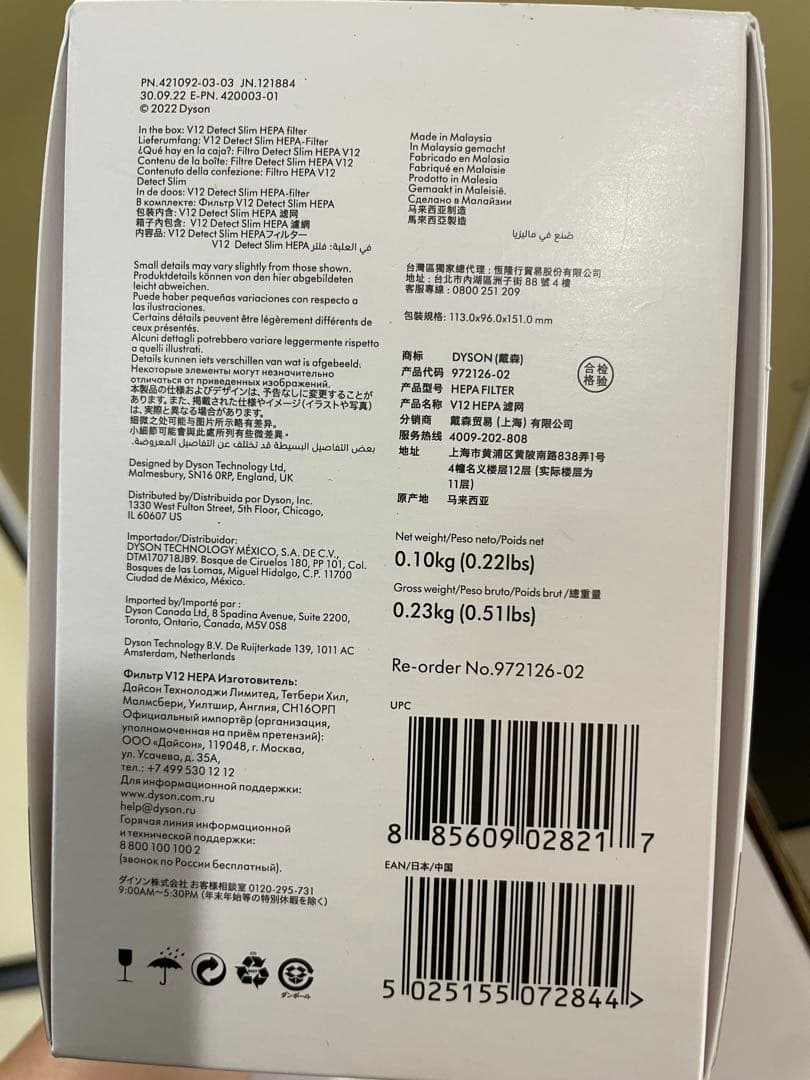 PN.421092-03-03 JN.121884
30.09.22 E-PN. 420003-01
© 2022 Dyson
In the box: V12 Detect Slim HEPA filter
Lieferumfang: V12 Detect Slim HEPA-Filter
¿Qué hay en la caja?: Filtro Detect Slim HEPA V12
Contenu de la boîte: Filtre Detect Slim HEPA V12
Contenuto della confezione: Filtro HEPA V12
Detect Slim
In de doos: V12 Detect Slim HEPA-filter
В комплекте: Фильтр V12 Detect Slim HEPA
包装内含: V12 Detect Slim HEPA 滤网
箱子內包含: V12 Detect Slim HEPA 濾網
内容品: V12 Detect Slim HEPAフィルター
في العلبة: فلتر V12 Detect Slim HEPA
Small details may vary slightly from those shown.
Produktdetails können von den hier abgebildeten
leicht abweichen.
Puede haber pequeñas variaciones con respecto a
las ilustraciones.
Certains détails peuvent être légèrement différents de
ceux présentés.
Alcuni dettagli potrebbero variare leggermente rispetto
a quelli illustrati.
Details kunnen iets verschillen van wat is afgebeeld.
Некоторые элементы могут незначительно
отличаться от приведенных изображений.
本製品の仕様およびデザインは、予告なしに変更することが
あります。また、掲載された仕様やイメージ（イラストや写真）
は、実際と異なる場合があります。
细微之处可能与图片所示略有差异。
小細節可能會與此處所列有些微差異。
بعض التفاصيل البسيطة قد تختلف عن التفاصيل المعروضة.
Designed by Dyson Technology Ltd,
Malmesbury, SN16 0RP, England, UK
Distributed by/Distribuida por Dyson, Inc.
1330 West Fulton Street, 5th Floor, Chicago,
IL 60607 US
Importador/Distribuidor:
DYSON TECHNOLOGY MÉXICO, S.A. DE C.V.,
DTM170718JB9. Bosque de Ciruelos 180, PP 101, Col.
Bosques de las Lomas, Miguel Hidalgo, C.P. 11700
Ciudad de México, México.
Imported by/Importé par :
Dyson Canada Ltd, 8 Spadina Avenue, Suite 2200,
Toronto, Ontario, Canada, M5V 0S8
Dyson Technology B.V. De Ruijterkade 139, 1011 AC
Amsterdam, Netherlands
Фильтр V12 HEPA Изготовитель:
Дайсон Технолоджи Лимитед, Тетбери Хил,
Малмсбери, Уилтшир, Англия, СН16ОРП
Официальный импортёр (организация,
уполномоченная на приём претензий):
ООО «Дайсон», 119048, г. Москва,
ул. Усачева, д. 35А,
тел.: +7 499 530 12 12
Для информационной поддержки:
www.dyson.com.ru
help@dyson.ru
Горячая линия информационной
и технической поддержки:
8 800 100 100 2
(звонок по России бесплатный).
ダイソン株式会社 お客様相談室 0120-295-731
9:00AM～5:30PM（年末年始等の特別休暇を除く）
ダンボール
Made in Malaysia
In Malaysia gemacht
Fabricado en Malasia
Fabriqué en Malaisie
Prodotto in Malesia
Gemaakt in Maleisië.
Сделано в Малайзии
马来西亚制造
馬來西亞製造
صنع في ماليزيا
台灣區獨家總代理：恆隆行貿易股份有限公司
地址：台北市內湖區洲子街 88 號 4 樓
客服專線：0800 251 209
包裝規格: 113.0x96.0x151.0 mm
商标 DYSON (戴森)
产品代码 972126-02
产品型号 HEPA FILTER
产品名称 V12 HEPA 滤网
分销商 戴森贸易（上海）有限公司
服务热线 4009-202-808
地址 上海市黄浦区黄陂南路838弄1号
4幢名义楼层12层 (实际楼层为
11层)
原产地 马来西亚
检验合格
Net weight/Peso neto/Poids net
0.10kg (0.22lbs)
Gross weight/Peso bruto/Poids brut /總重量
0.23kg (0.51lbs)
Re-order No.972126-02
UPC
8 85609 02821 7
EAN/日本/中国
5 025155 072844 >